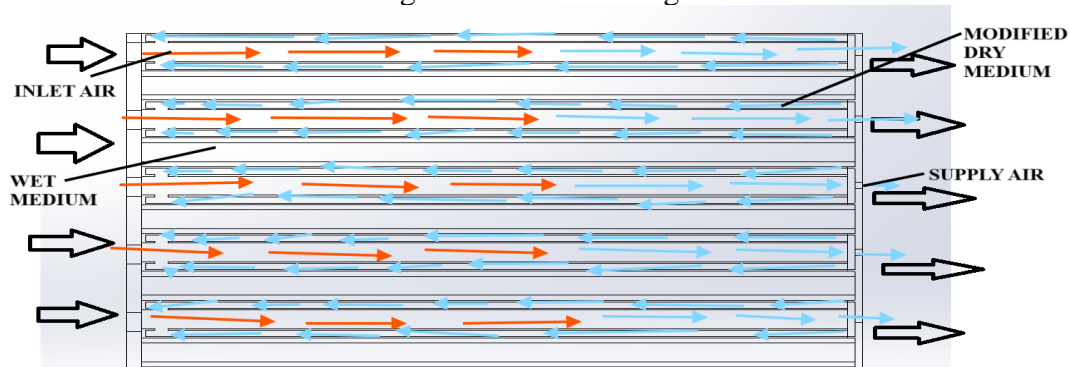 MODIFIED
DRY
MEDIUM
INLET AIR
WET
MEDIUM
SUPPLY AIR